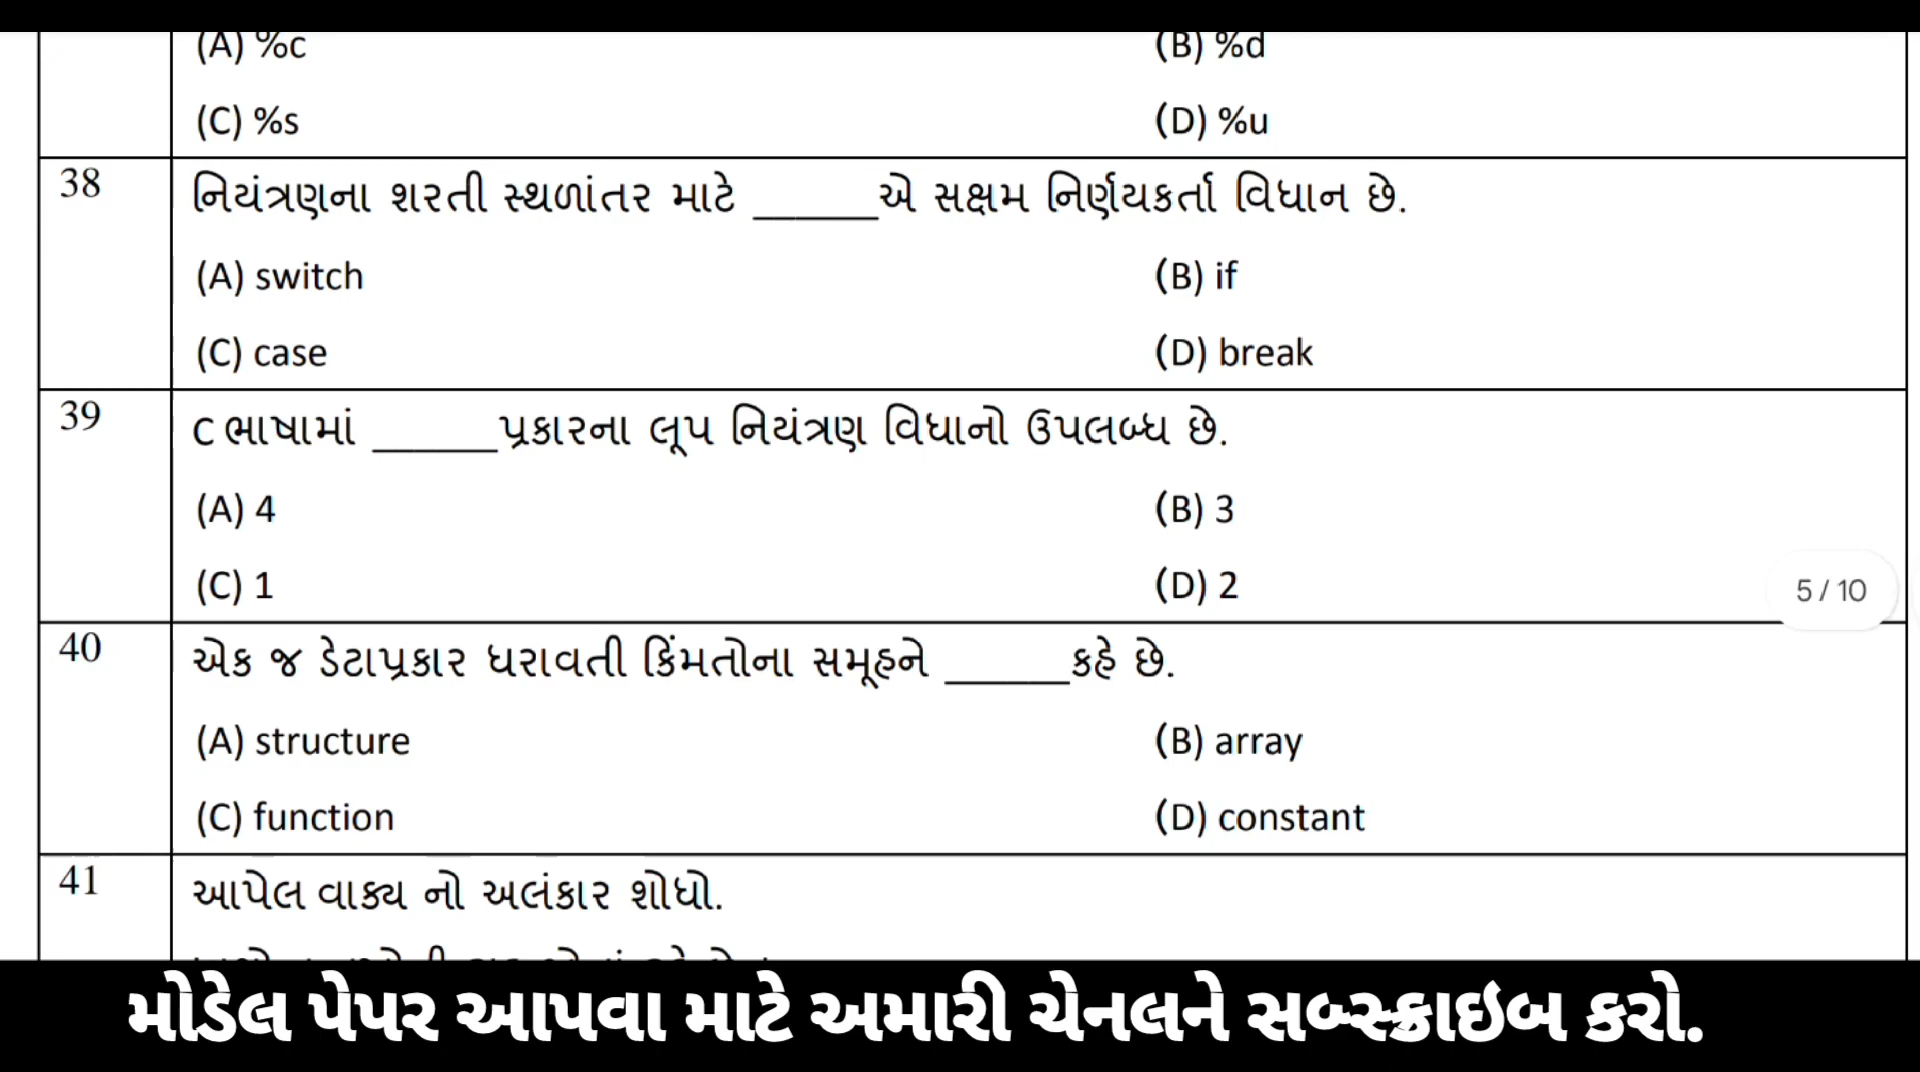 (A) %c (B) %d
(C) %s (D) %u
38 નિયંત્રણના શરતી સ્થળાંતર માટે ______એ સક્ષમ નિર્ણયકર્તા વિધાન છે.
(A) switch (B) if
(C) case (D) break
39 C ભાષામાં ______પ્રકારના લૂપ નિયંત્રણ વિધાનો ઉપલબ્ધ છે.
(A) 4 (B) 3
(C) 1 (D) 2
5 / 10
40 એક જ ડેટાપ્રકાર ધરાવતી કિંમતોના સમૂહને ______કહે છે.
(A) structure (B) array
(C) function (D) constant
41 આપેલ વાક્ય નો અલંકાર શોધો.
મોડેલ પેપર આપવા માટે અમારી ચેનલને સબ્સ્ક્રાઇબ કરો.